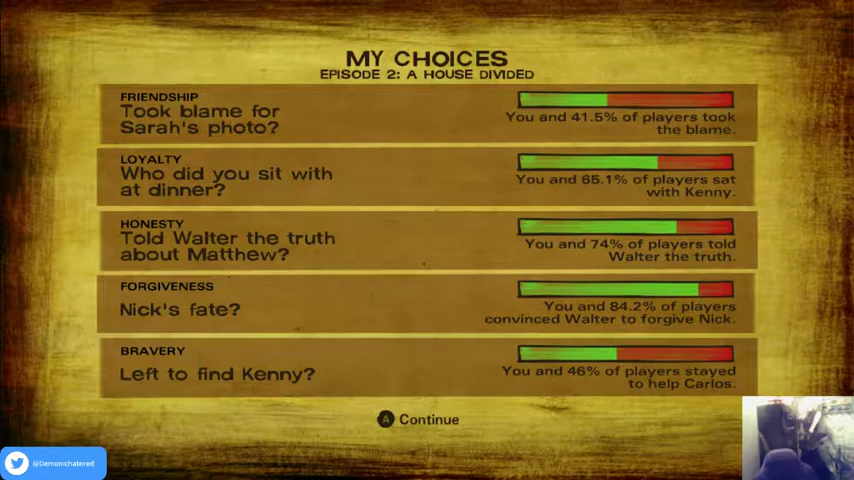 MY CHOICES
EPISODE 2: A HOUSE DIVIDED
FRIENDSHIP
Took blame for
Sarah's photo?
You and 41.5% of players took
the blame.
LOYALTY
Who did you sit with
at dinner?
You and 65.1% of players sat
with Kenny.
HONESTY
Told Walter the truth
about Matthew?
You and 74% of players told
Walter the truth.
FORGIVENESS
Nick's fate?
You and 84.2% of players
convinced Walter to forgive Nick.
BRAVERY
Left to find Kenny?
You and 46% of players stayed
to help Carlos.
A Continue
@Demonichatered